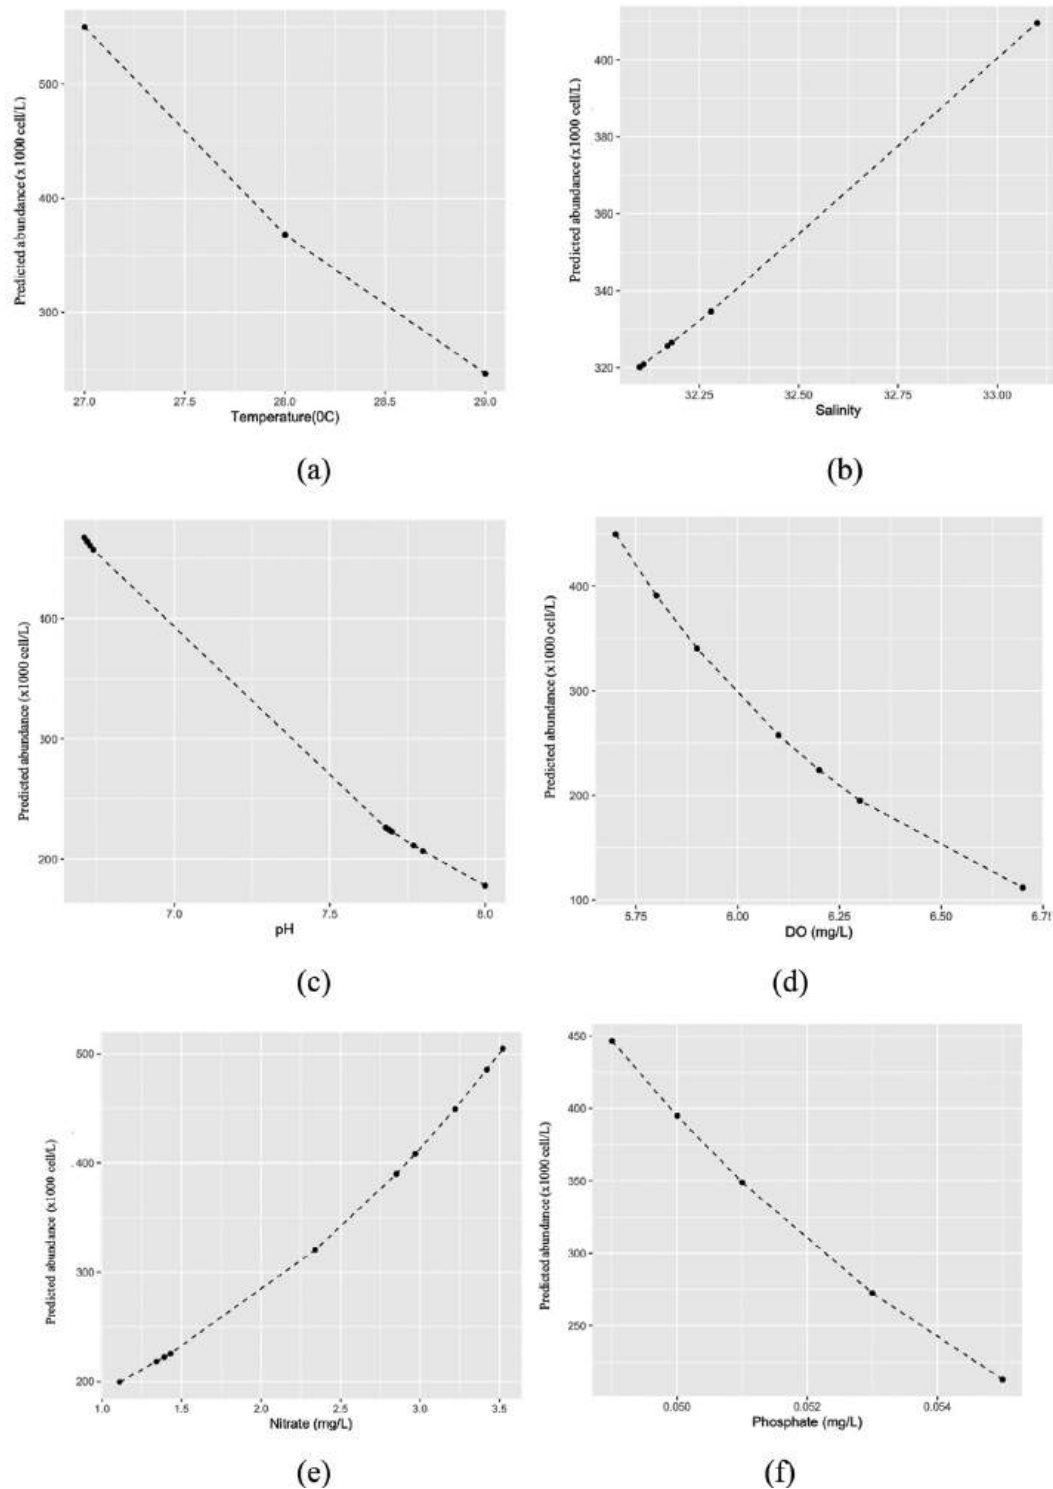 Predicted abundance (x1000 cell/L)
500
400
300
27.0 27.5 28.0 28.5 29.0
Temperature(0C)
(a)
Predicted abundance (x1000 cell/L)
400
380
360
340
320
32.25 32.50 32.75 33.00
Salinity
(b)
Predicted abundance (x1000 cell/L)
400
300
200
7.0 7.5 8.0
pH
(c)
Predicted abundance (x1000 cell/L)
400
300
200
100
5.75 6.00 6.25 6.50 6.75
DO (mg/L)
(d)
Predicted abundance (x1000 cell/L)
500
400
300
200
1.0 1.5 2.0 2.5 3.0 3.5
Nitrate (mg/L)
(e)
Predicted abundance (x1000 cell/L)
450
400
350
300
250
0.050 0.052 0.054
Phosphate (mg/L)
(f)